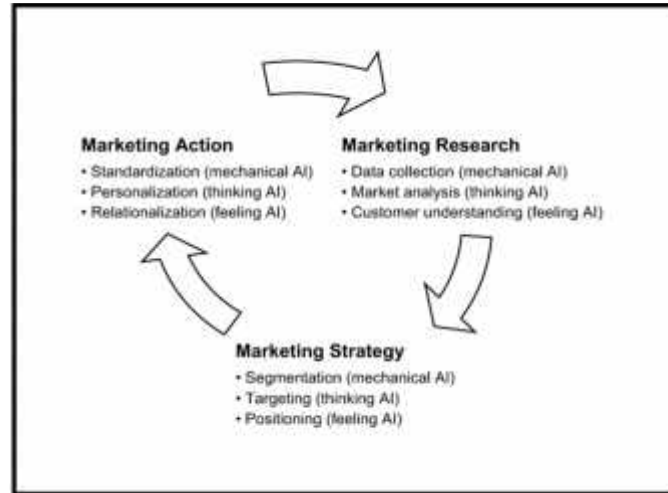 Marketing Action
• Standardization (mechanical AI)
• Personalization (thinking AI)
• Relationalization (feeling AI)
Marketing Research
• Data collection (mechanical AI)
• Market analysis (thinking AI)
• Customer understanding (feeling AI)
Marketing Strategy
• Segmentation (mechanical AI)
• Targeting (thinking AI)
• Positioning (feeling AI)